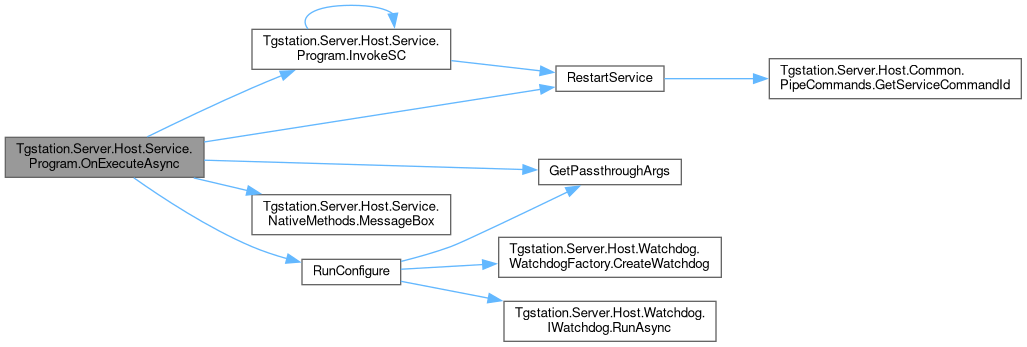 Tgstation.Server.Host.Service.
Program.OnExecuteAsync
Tgstation.Server.Host.Service.
Program.InvokeSC
RestartService
Tgstation.Server.Host.Common.
PipeCommands.GetServiceCommandId
GetPassthroughArgs
Tgstation.Server.Host.Service.
NativeMethods.MessageBox
RunConfigure
Tgstation.Server.Host.Watchdog.
WatchdogFactory.CreateWatchdog
Tgstation.Server.Host.Watchdog.
IWatchdog.RunAsync